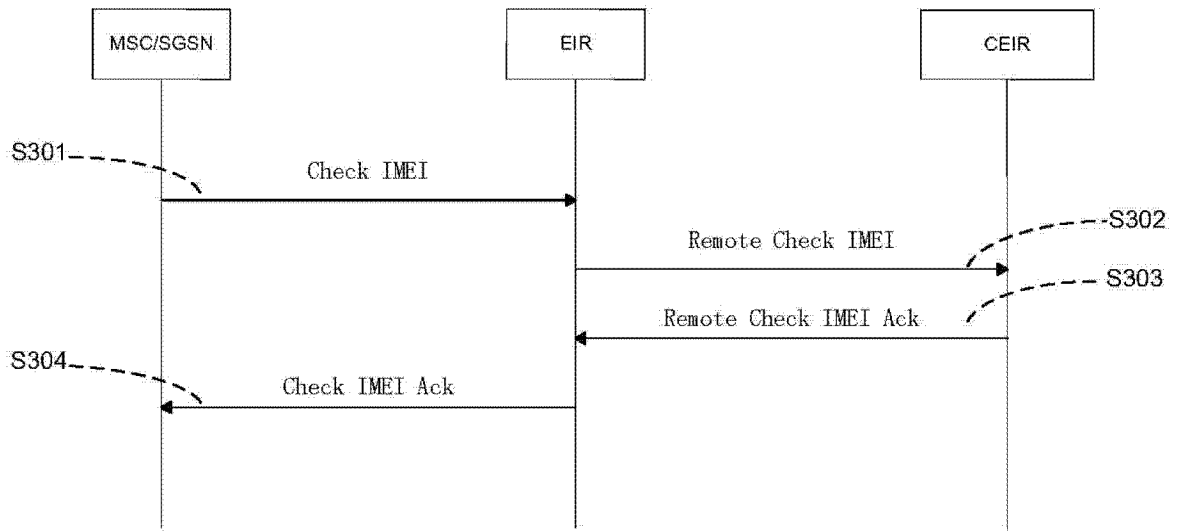 MSC/SGSN
EIR
CEIR
S301
Check IMEI
Remote Check IMEI
S302
S303
Remote Check IMEI Ack
S304
Check IMEI Ack